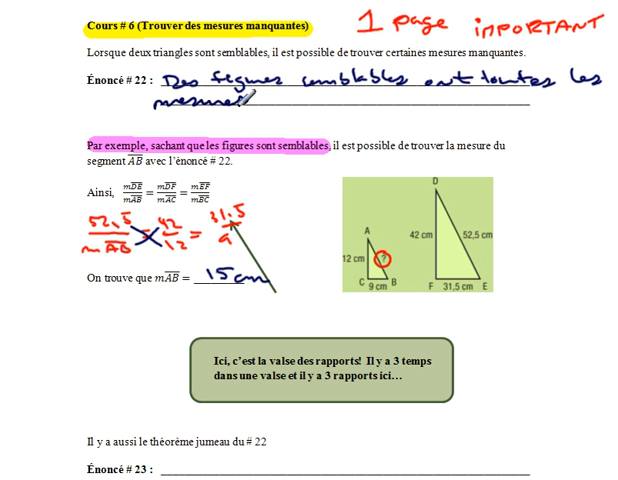 Cours # 6 (Trouver des mesures manquantes)
1 page IMPORTANT
Lorsque deux triangles sont semblables, il est possible de trouver certaines mesures manquantes.
Énoncé # 22 : Des figures semblables ont toutes les
mesures
Par exemple, sachant que les figures sont semblables, il est possible de trouver la mesure du
segment AB avec l'énoncé # 22.
Ainsi, mDE/mAB = mDF/mAC = mEF/mBC
52,5/mAB = 42/12 = 31,5/9
On trouve que mAB = 15 cm
D
A
42 cm
52,5 cm
12 cm
?
C 9 cm B
F 31,5 cm E
Ici, c'est la valse des rapports! Il y a 3 temps
dans une valse et il y a 3 rapports ici…
Il y a aussi le théorème jumeau du # 22
Énoncé # 23 :